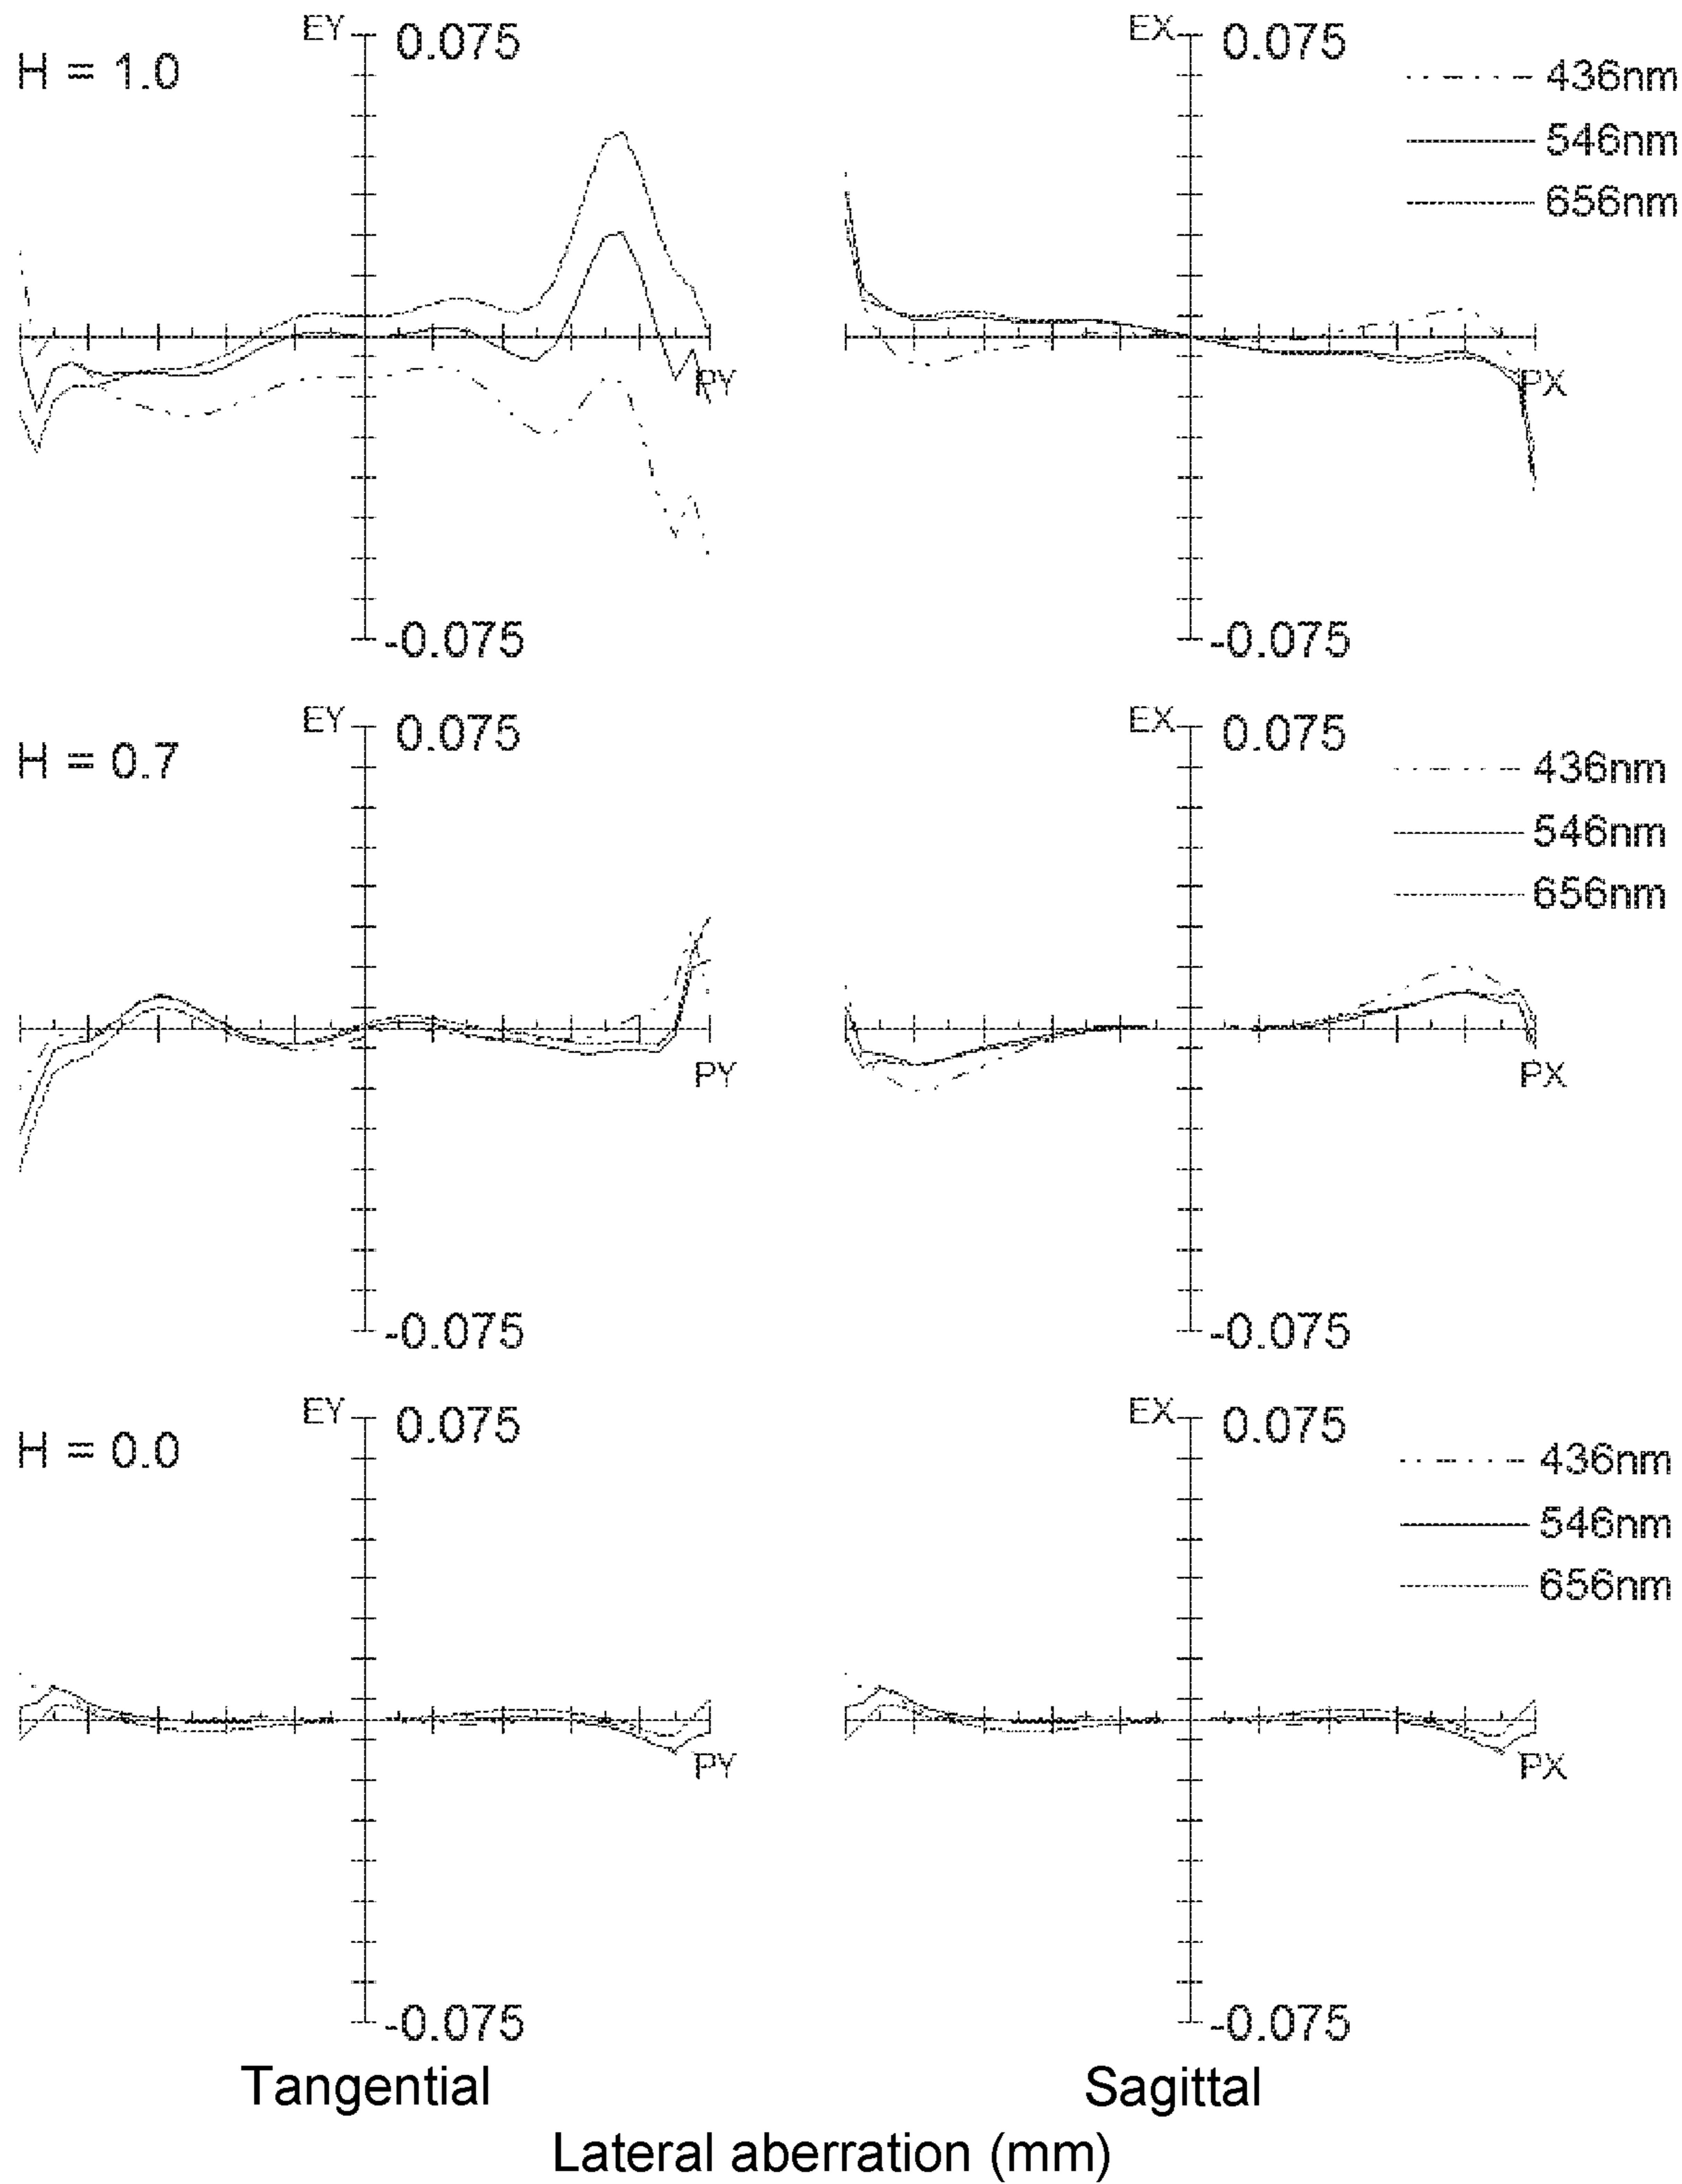 EY 0.075 EX 0.075
H = 1.0
436nm
546nm
656nm
PY PX
-0.075 -0.075
EY 0.075 EX 0.075
H = 0.7
436nm
546nm
656nm
PY PX
-0.075 -0.075
EY 0.075 EX 0.075
H = 0.0
436nm
546nm
656nm
PY PX
-0.075 -0.075
Tangential Sagittal
Lateral aberration (mm)